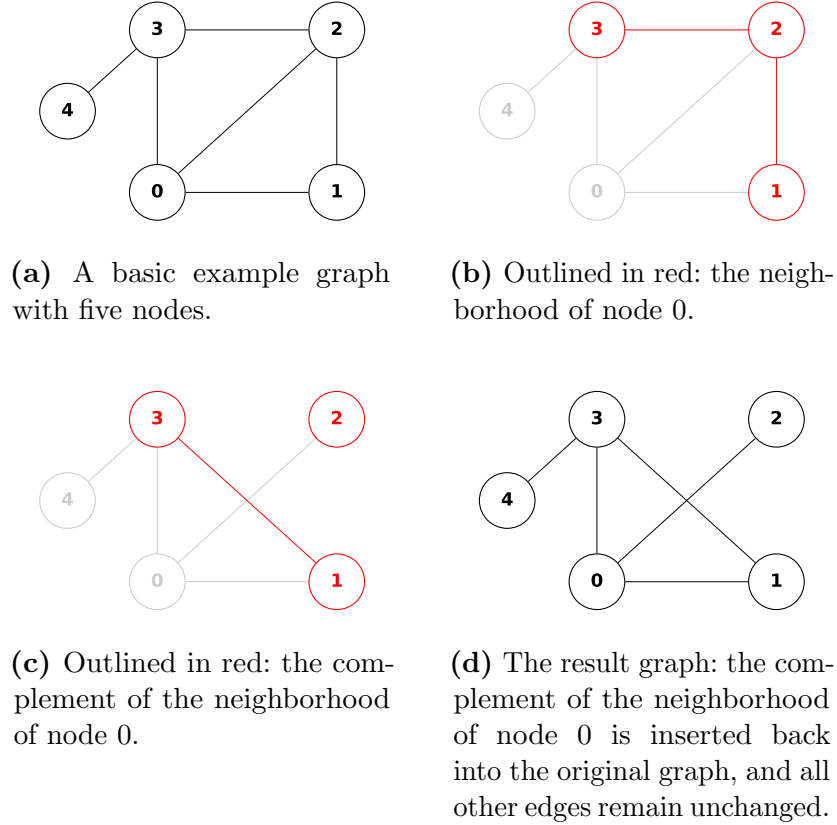 3 2
4
0 1
(a) A basic example graph
with five nodes.
3 2
4
0
1
(b) Outlined in red: the neigh-
borhood of node 0.
3 2
4
0 1
(c) Outlined in red: the com-
plement of the neighborhood
of node 0.
3 2
4
0 1
(d) The result graph: the com-
plement of the neighborhood
of node 0 is inserted back
into the original graph, and all
other edges remain unchanged.